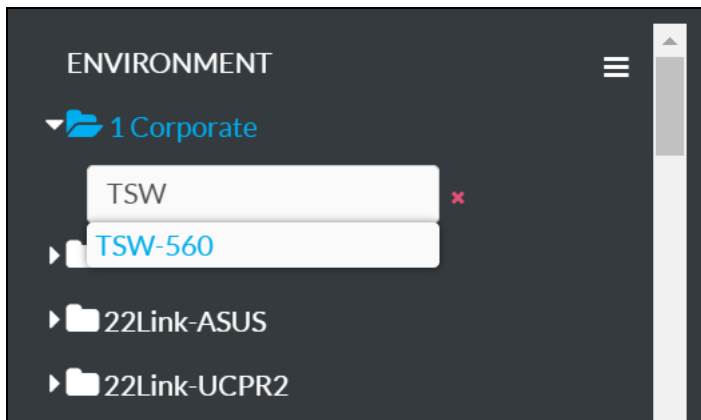 ENVIRONMENT
1 Corporate
TSW
TSW-560
22Link-ASUS
22Link-UCPR2